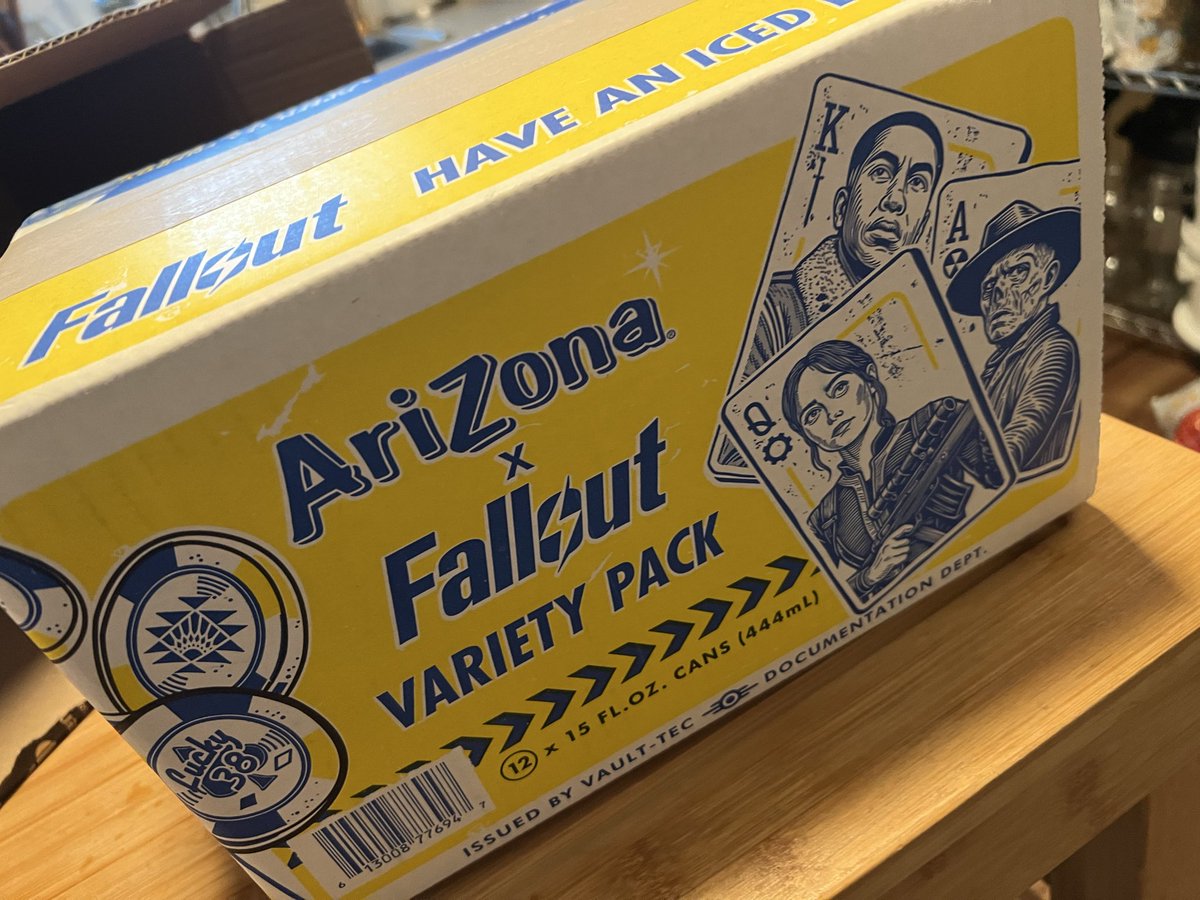 Fallout
HAVE AN ICED
AriZona®
x
Fallout
VARIETY PACK
12 x 15 FL.OZ. CANS (444mL)
ISSUED BY VAULT-TEC DOCUMENTATION DEPT.
K
A
Q
Lucky
38
6 13008 77694 7